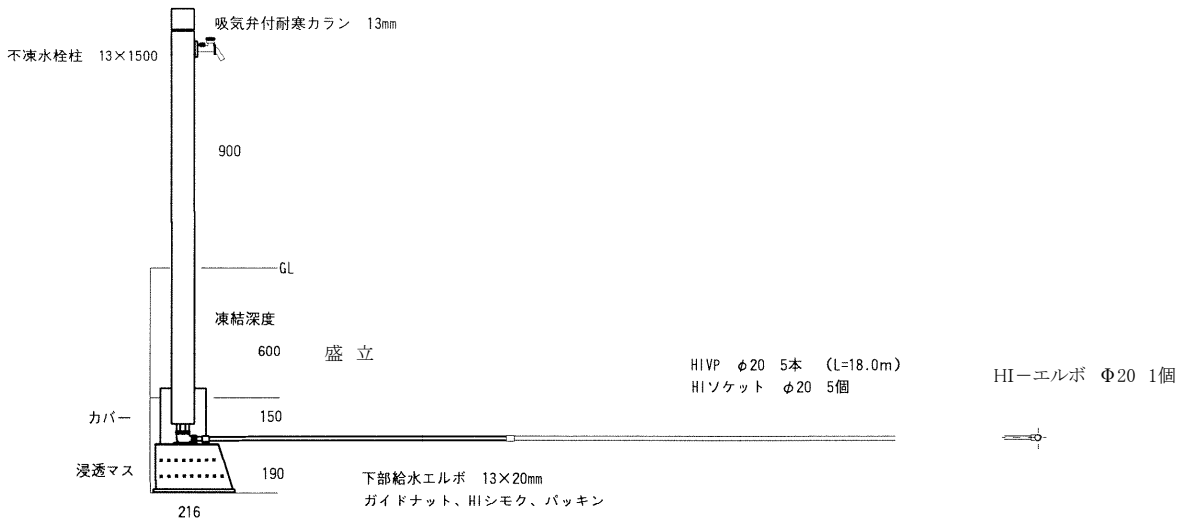 吸気弁付耐寒カラン 13mm
不凍水栓柱 13×1500
900
GL
凍結深度
600
盛 立
HIVP φ20 5本 (L=18.0m)
HIソケット φ20 5個
HI-エルボ Φ20 1個
カバー
150
浸透マス
190
下部給水エルボ 13×20mm
ガイドナット、HIシモク、パッキン
216